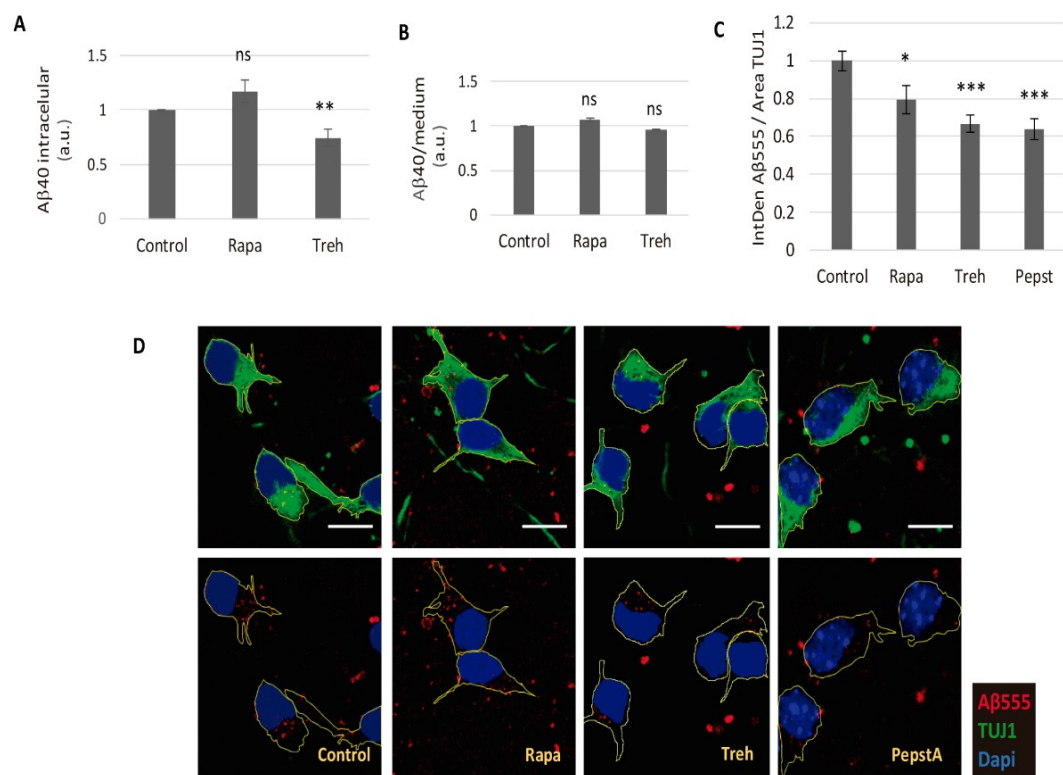 A
Aβ40 intracelular
(a.u.)
1.5
1
0.5
0
ns
**
Control Rapa Treh
B
Aβ40/medium
(a.u.)
1.5
1
0.5
0
ns
ns
Control Rapa Treh
C
IntDen Aβ555 / Area TUJ1
1.2
1
0.8
0.6
0.4
0.2
0
*
***
***
Control Rapa Treh Pepst
D
Control
Rapa
Treh
PepstA
Aβ555
TUJ1
Dapi